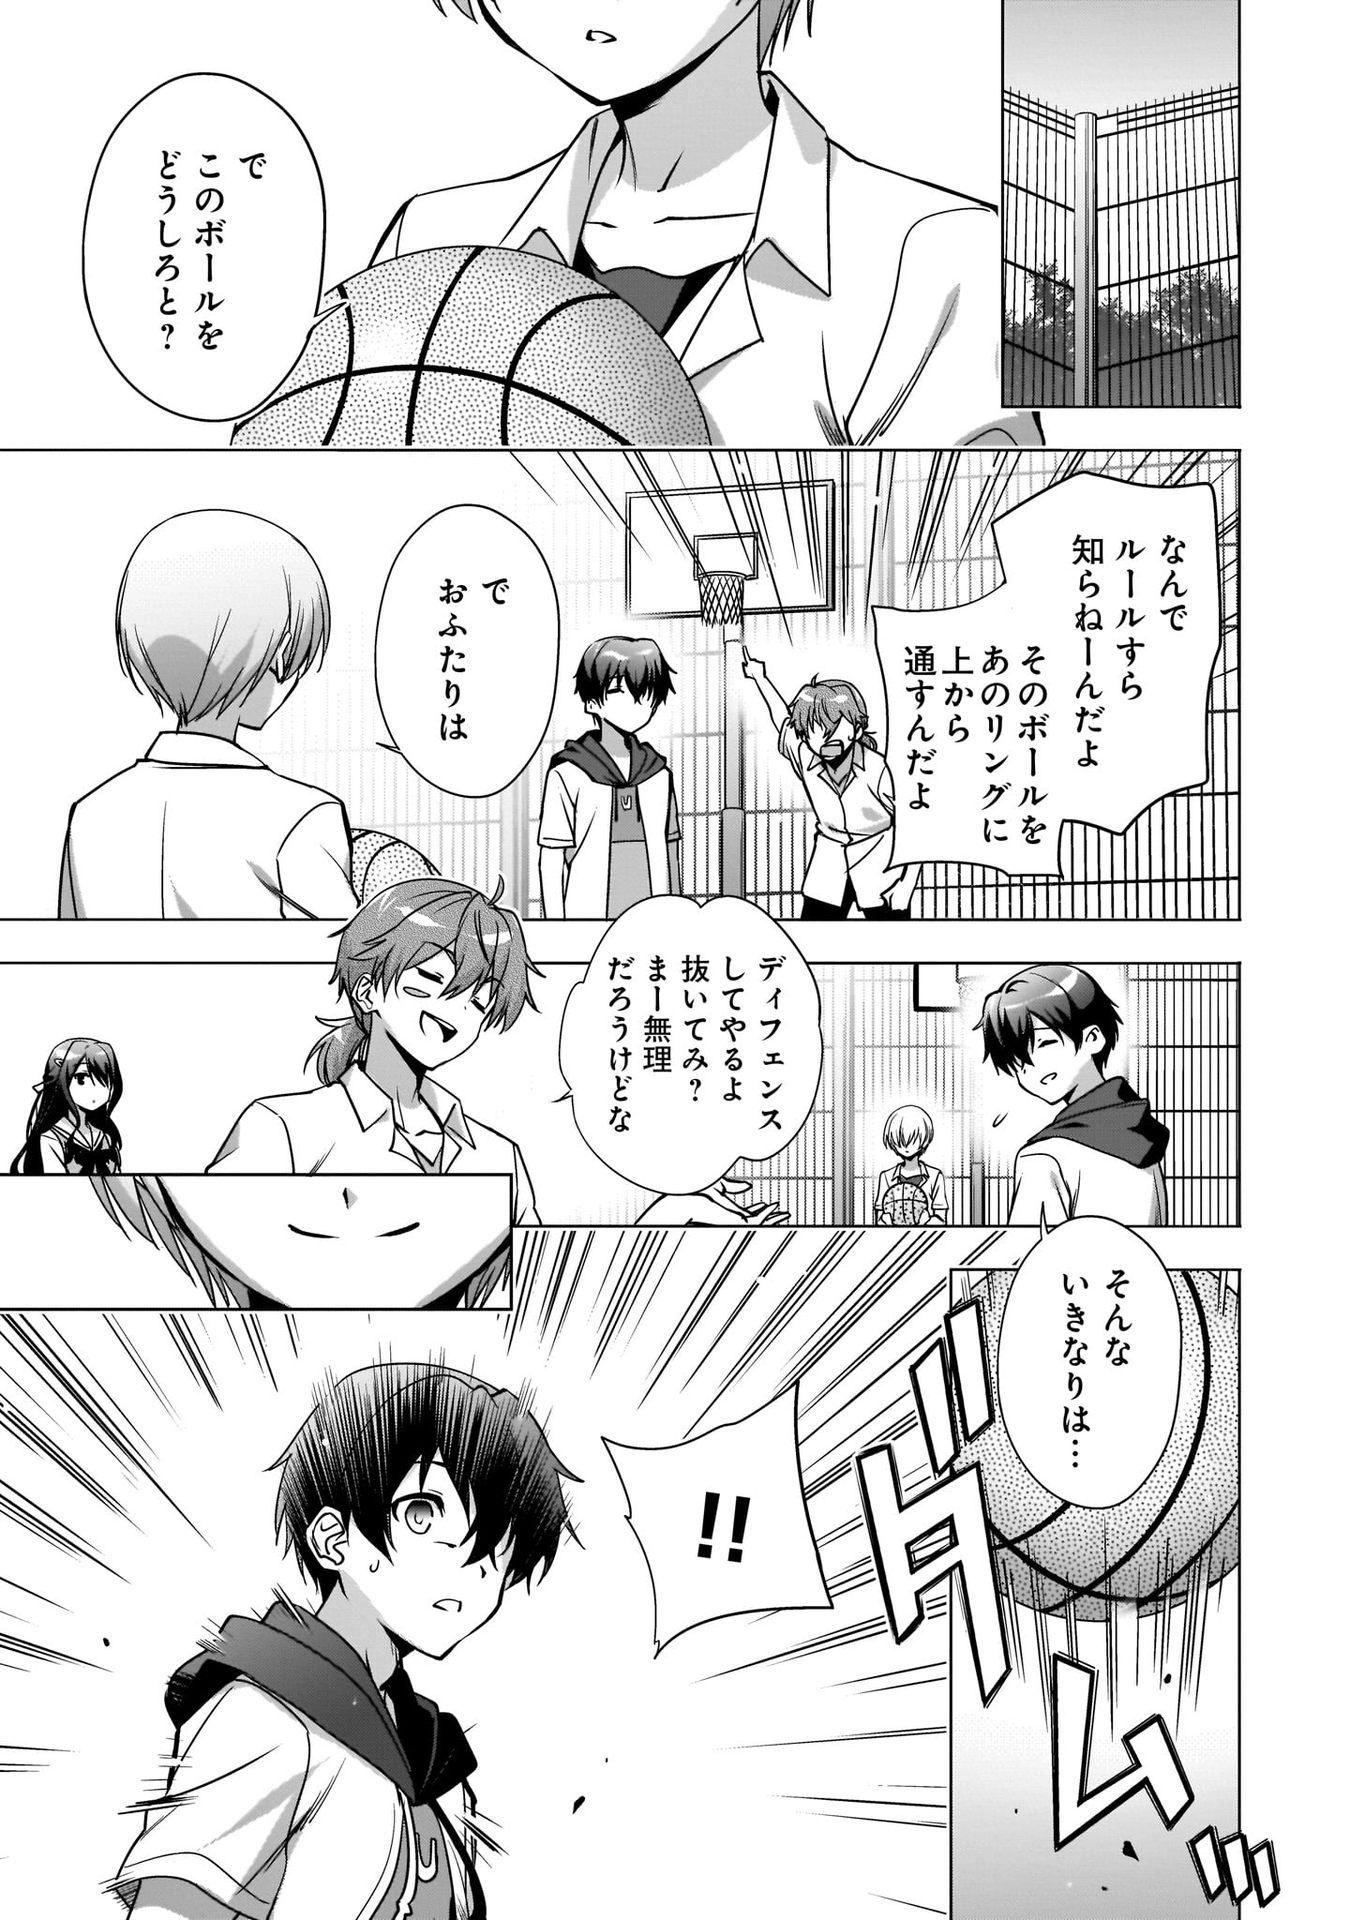 で
このボールを
どうしろと?
なんで
ルールすら
知らねーんだよ
そのボールを
あのリングに
上から
通すんだよ
で
おふたりは
ディフェンス
してやるよ
抜いてみ?
まー無理
だろうけどな
そんな
いきなりは…
ダムッ
!!
U
U